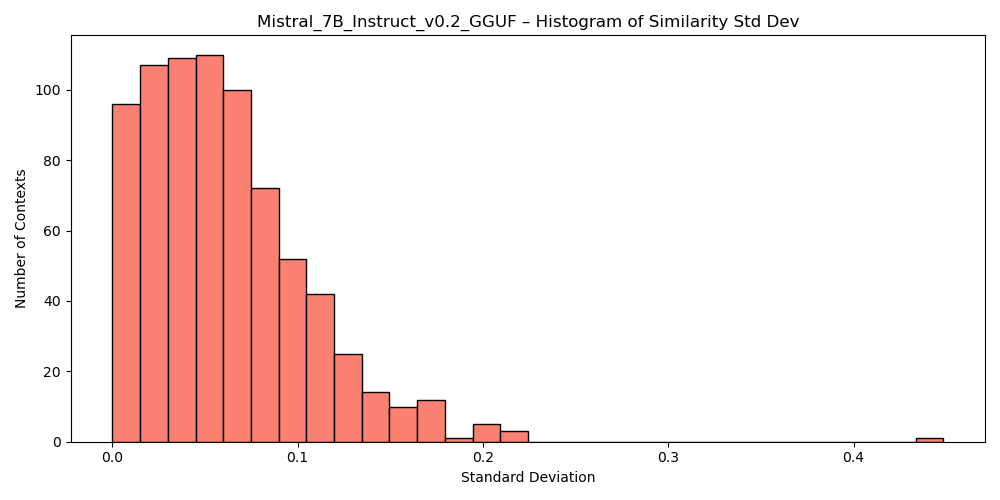 Mistral_7B_Instruct_v0.2_GGUF – Histogram of Similarity Std Dev
Number of Contexts
100
80
60
40
20
0
0.0 0.1 0.2 0.3 0.4
Standard Deviation